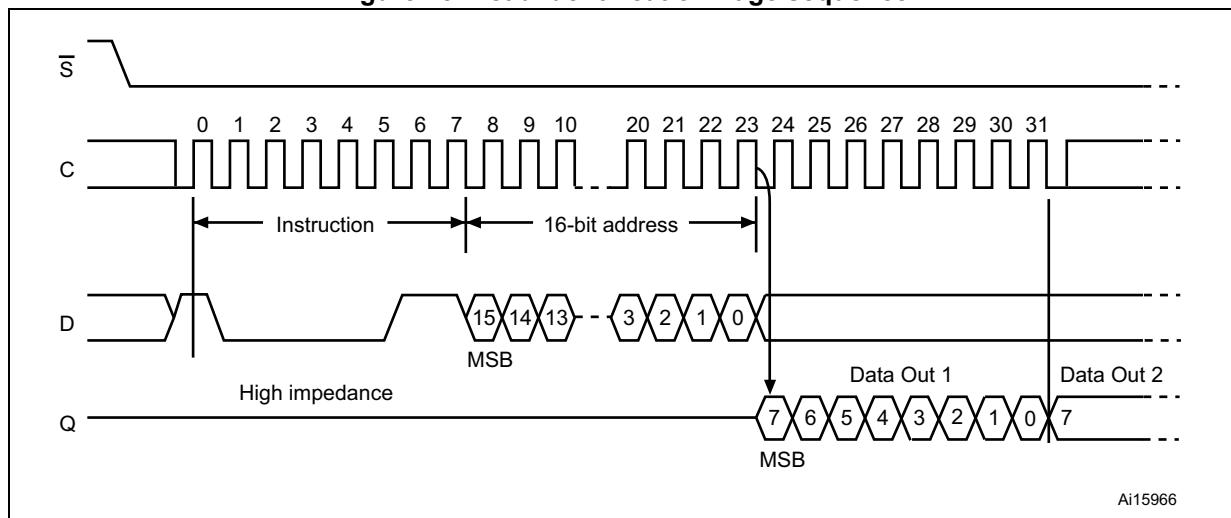 S
0 1 2 3 4 5 6 7 8 9 10 20 21 22 23 24 25 26 27 28 29 30 31
C
Instruction 16-bit address
D 15 14 13 3 2 1 0
MSB
High impedance Data Out 1 Data Out 2
Q 7 6 5 4 3 2 1 0 7
MSB
Ai15966